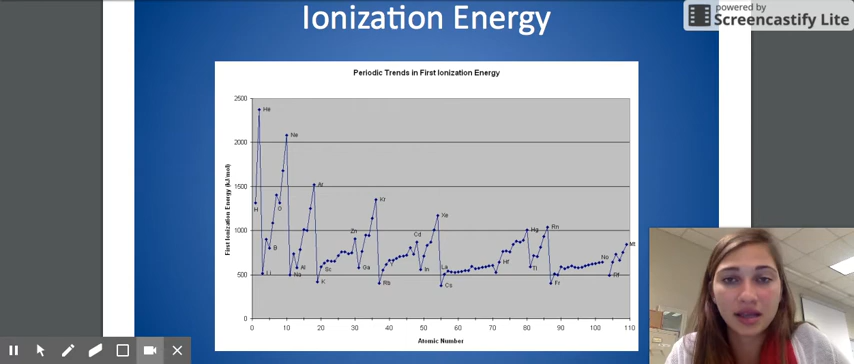 Ionization Energy
powered by
Screencastify Lite
Periodic Trends in First Ionization Energy
First Ionization Energy (kJ/mol)
2500
2000
1500
1000
500
0
He
Ne
Ar
Kr
Xe
H
O
Zn
Cd
Hg
Rn
B
Li
Na
Al
K
Sc
Ga
Rb
Y
In
La
Cs
Hf
Tl
Fr
No
Rf
Mt
0
10
20
30
40
50
60
70
80
90
100
110
Atomic Number